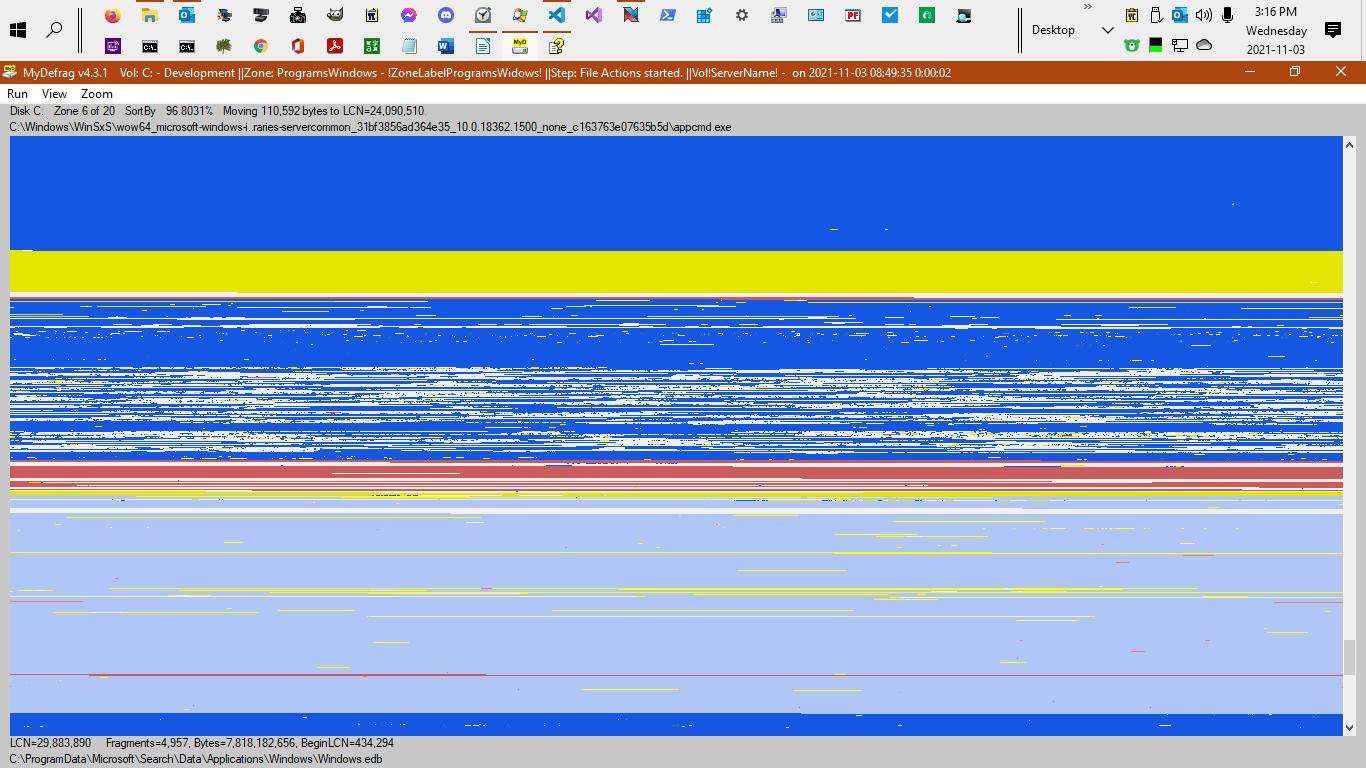 3:16 PM
Desktop
Wednesday
2021-11-03
MyDefrag v4.3.1 Vol: C: - Development ||Zone: ProgramsWindows - !ZoneLabelProgramsWidows! ||Step: File Actions started. ||Vol!ServerName! - on 2021-11-03 08:49:35 0:00:02
Run View Zoom
Disk C: Zone 6 of 20 SortBy 96.8031% Moving 110,592 bytes to LCN=24,090,510.
C:\Windows\WinSxS\wow64_microsoft-windows-i..raries-servercommon_31bf3856ad364e35_10.0.18362.1500_none_c163763e07635b5d\appcmd.exe
LCN=29,883,890 Fragments=4,957, Bytes=7,818,182,656, BeginLCN=434,294
C:\ProgramData\Microsoft\Search\Data\Applications\Windows\Windows.edb